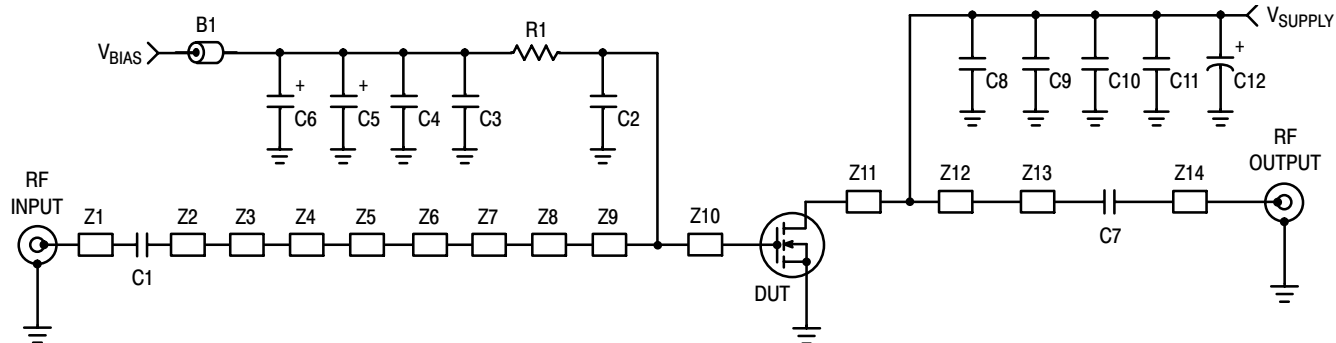 B1
R1
V_BIAS
+
+
C6
C5
C4
C3
C2
V_SUPPLY
+
C8
C9
C10
C11
C12
RF
INPUT
Z1
Z2
Z3
Z4
Z5
Z6
Z7
Z8
Z9
Z10
C1
DUT
Z11
Z12
Z13
Z14
C7
RF
OUTPUT